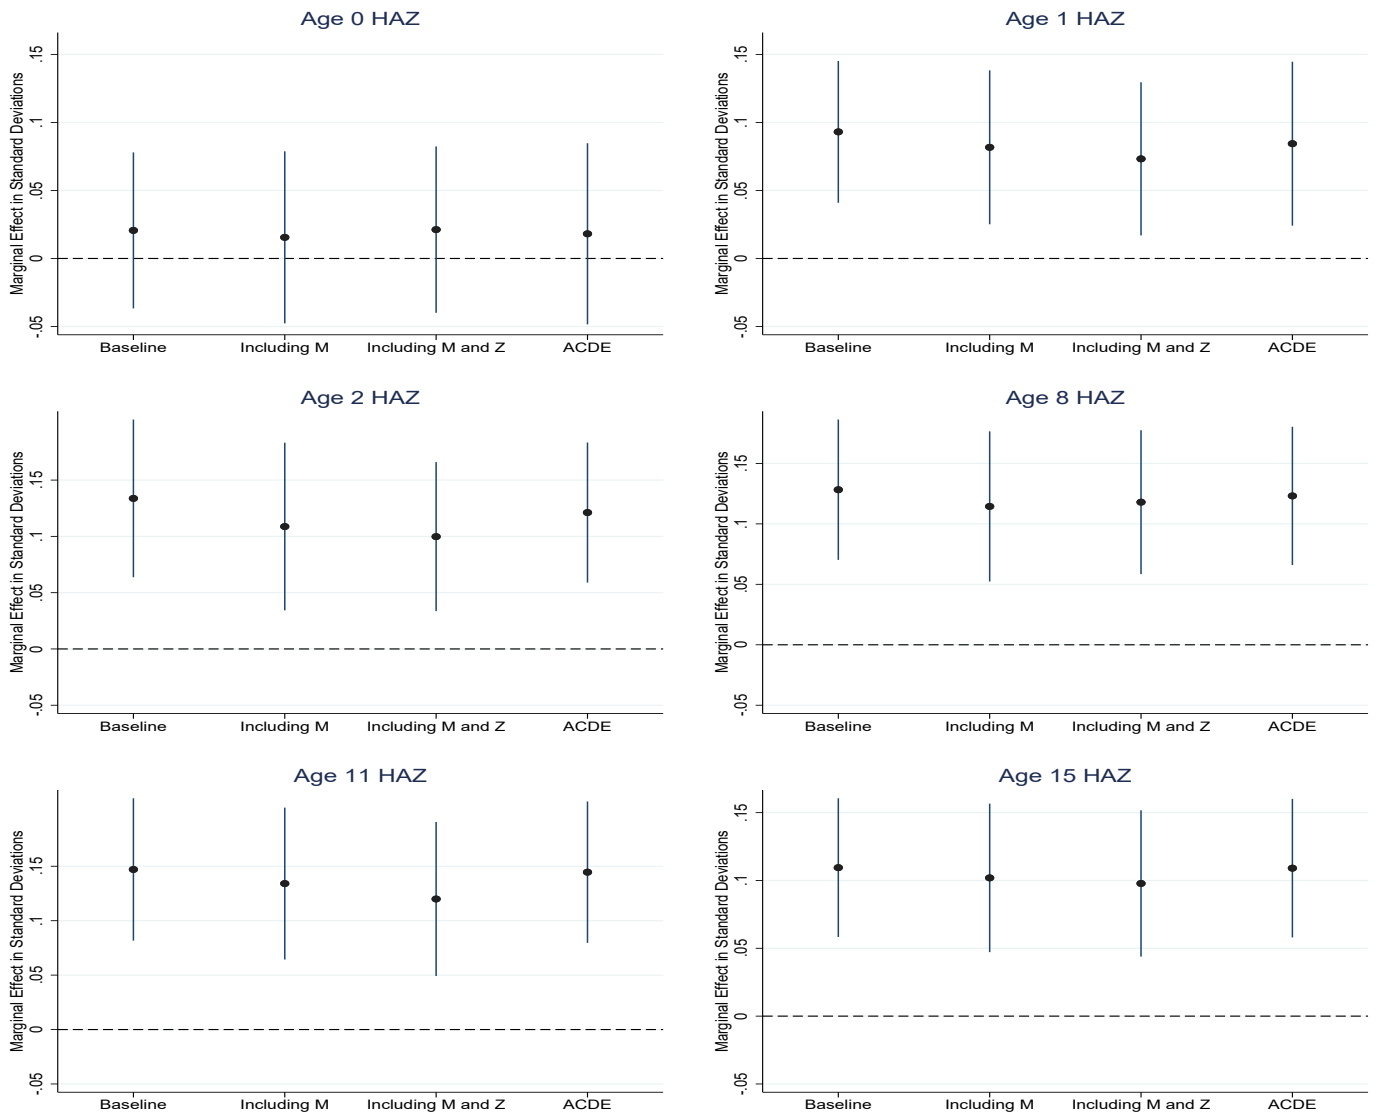 Age 0 HAZ
Marginal Effect in Standard Deviations
.15
.1
.05
0
-.05
Baseline
Including M
Including M and Z
ACDE
Age 1 HAZ
Marginal Effect in Standard Deviations
.15
.1
.05
0
-.05
Baseline
Including M
Including M and Z
ACDE
Age 2 HAZ
Marginal Effect in Standard Deviations
.15
.1
.05
0
-.05
Baseline
Including M
Including M and Z
ACDE
Age 8 HAZ
Marginal Effect in Standard Deviations
.15
.1
.05
0
-.05
Baseline
Including M
Including M and Z
ACDE
Age 11 HAZ
Marginal Effect in Standard Deviations
.15
.1
.05
0
-.05
Baseline
Including M
Including M and Z
ACDE
Age 15 HAZ
Marginal Effect in Standard Deviations
.15
.1
.05
0
-.05
Baseline
Including M
Including M and Z
ACDE